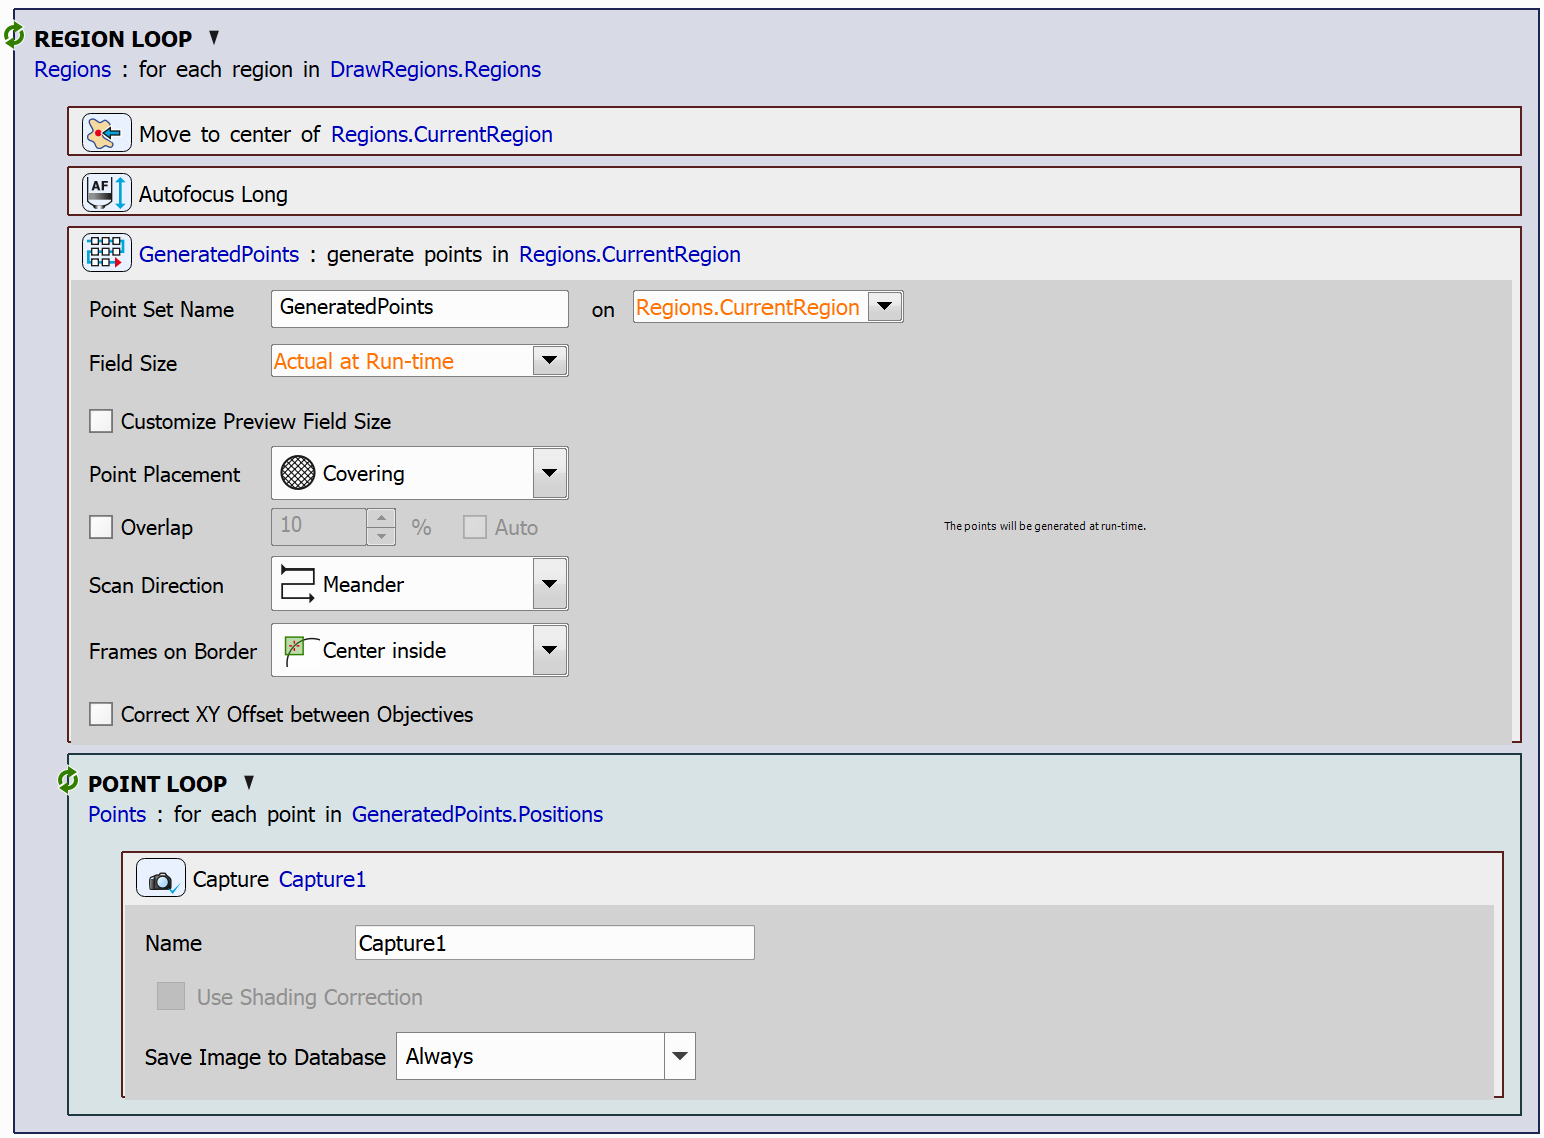 REGION LOOP ▼
Regions : for each region in DrawRegions.Regions
Move to center of Regions.CurrentRegion
AF Autofocus Long
GeneratedPoints : generate points in Regions.CurrentRegion
Point Set Name GeneratedPoints on Regions.CurrentRegion
Field Size Actual at Run-time
Customize Preview Field Size
Point Placement Covering
Overlap 10 % Auto
The points will be generated at run-time.
Scan Direction Meander
Frames on Border Center inside
Correct XY Offset between Objectives
POINT LOOP ▼
Points : for each point in GeneratedPoints.Positions
Capture Capture1
Name Capture1
Use Shading Correction
Save Image to Database Always